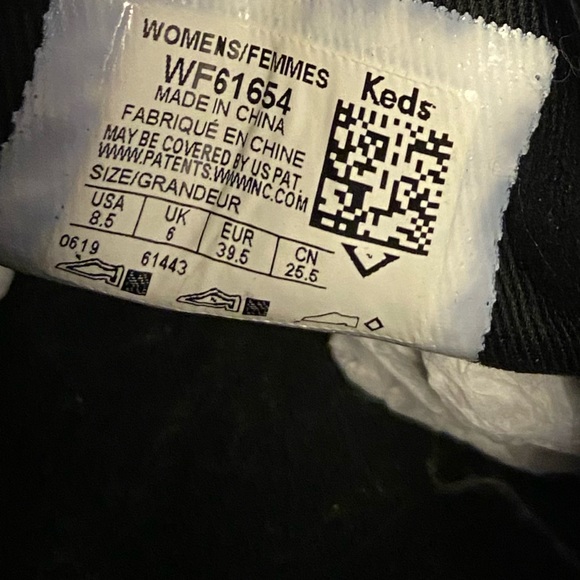 WOMENS/FEMMES
WF61654
MADE IN CHINA
FABRIQUÉ EN CHINE
MAY BE COVERED BY US PAT.
WWW.PATENTS.WWWINC.COM
SIZE/GRANDEUR
USA UK EUR CN
8.5 6 39.5 25.5
0619 61443
Keds